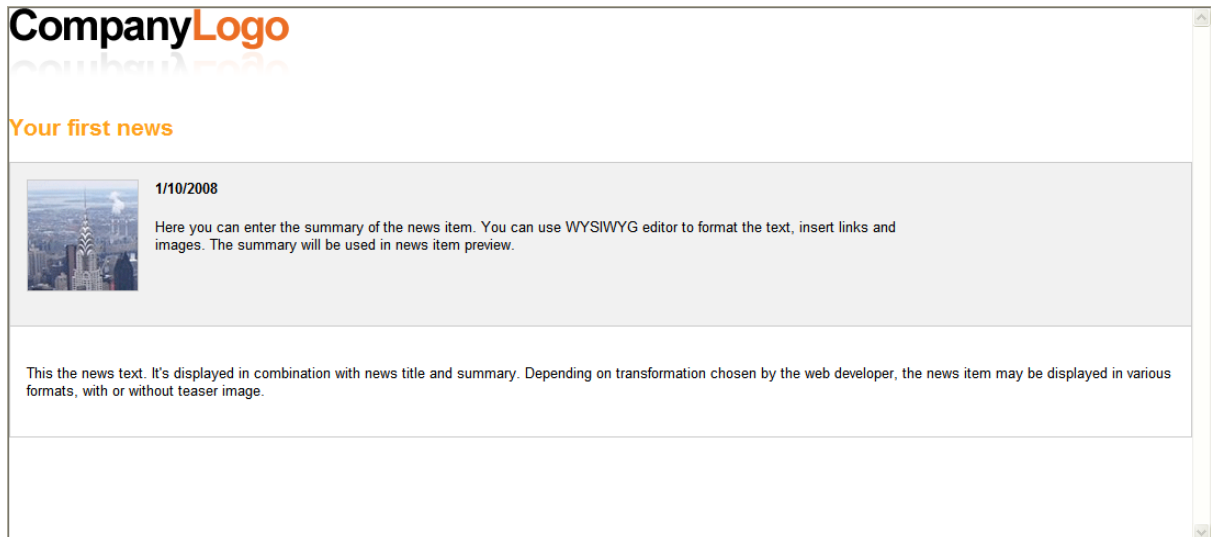 CompanyLogo
Your first news
1/10/2008
Here you can enter the summary of the news item. You can use WYSIWYG editor to format the text, insert links and
images. The summary will be used in news item preview.
This the news text. It's displayed in combination with news title and summary. Depending on transformation chosen by the web developer, the news item may be displayed in various
formats, with or without teaser image.